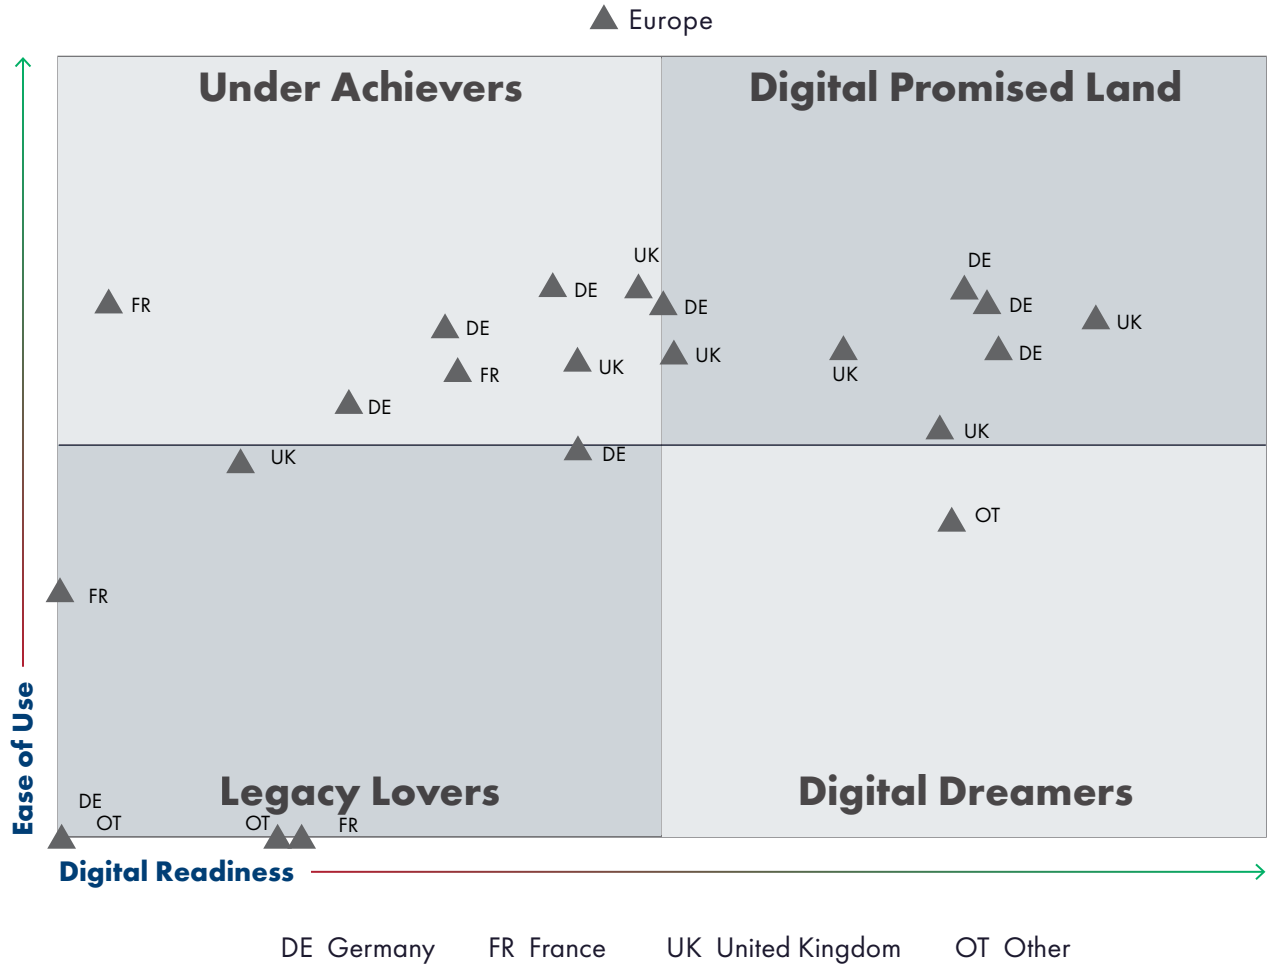 Europe
Under Achievers
Digital Promised Land
UK
DE
FR
DE
DE
DE
UK
DE
UK
UK
DE
FR
UK
UK
DE
DE
UK
UK
DE
OT
FR
Ease of Use
Legacy Lovers
Digital Dreamers
DE
OT
OT
FR
Digital Readiness
DE Germany FR France UK United Kingdom OT Other